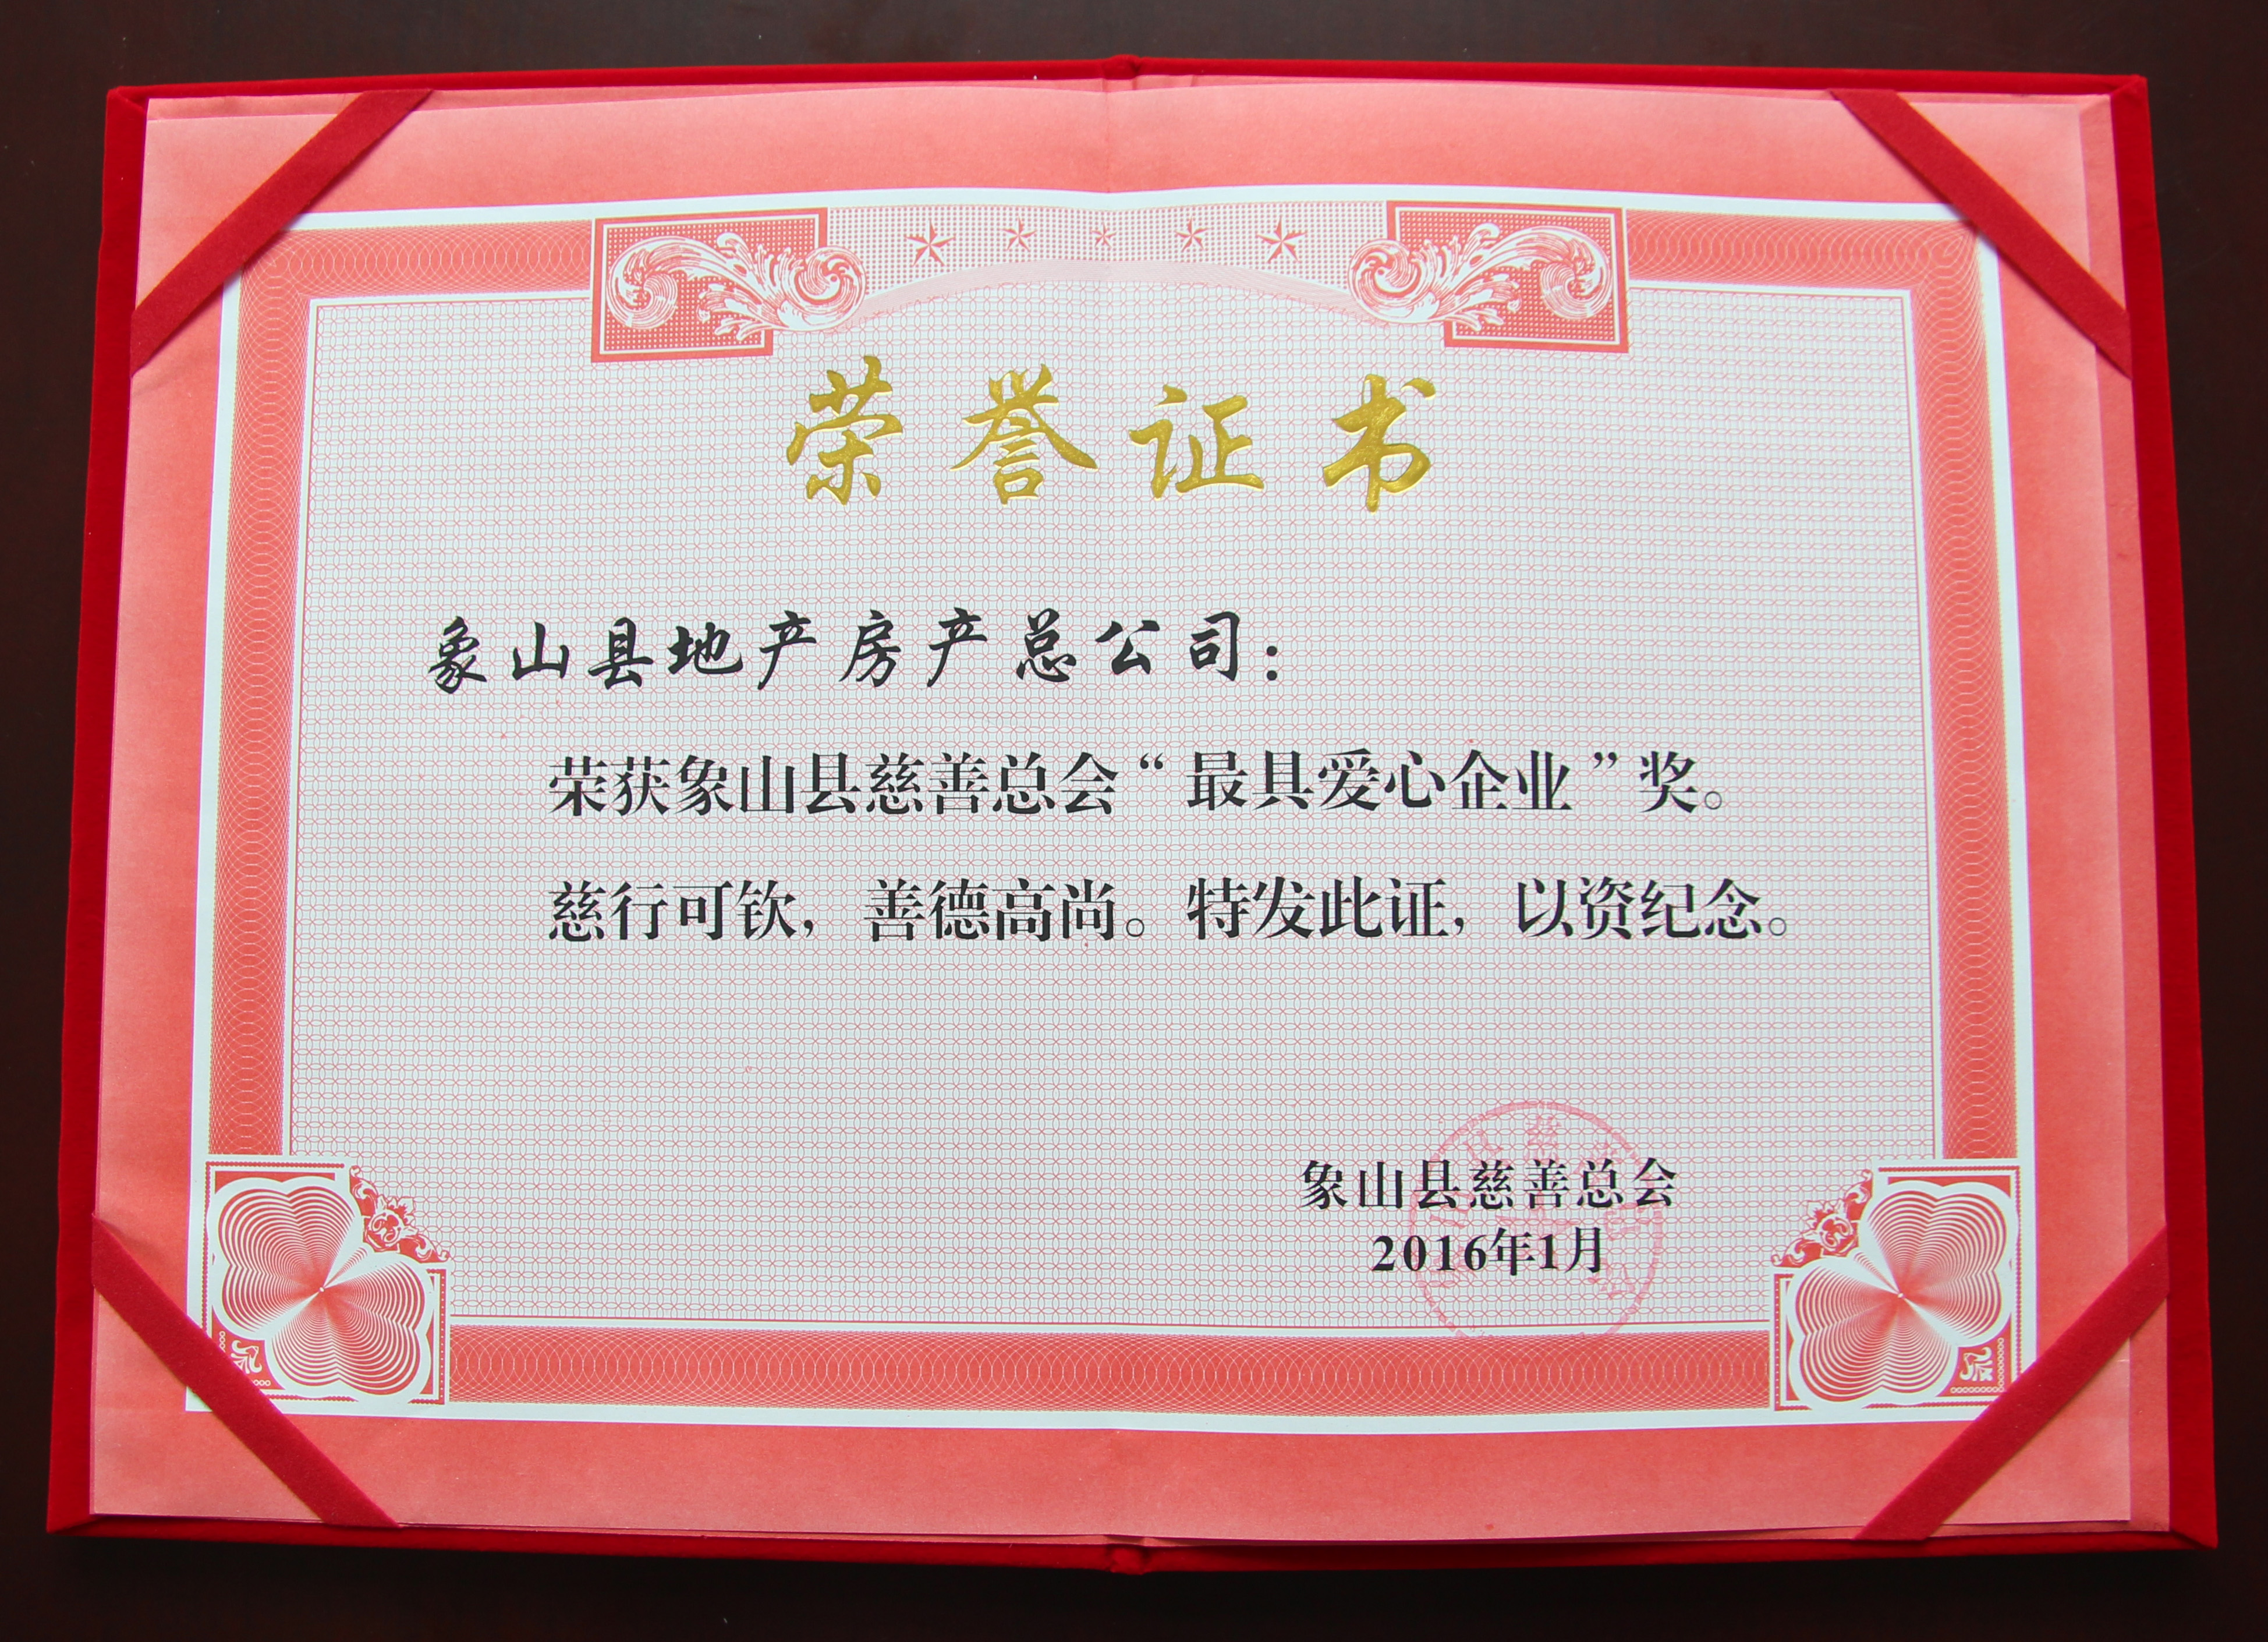 荣誉证书
象山县地产房产总公司：
荣获象山县慈善总会“最具爱心企业”奖。
慈行可钦，善德高尚。特发此证，以资纪念。
象山县慈善总会
2016年1月